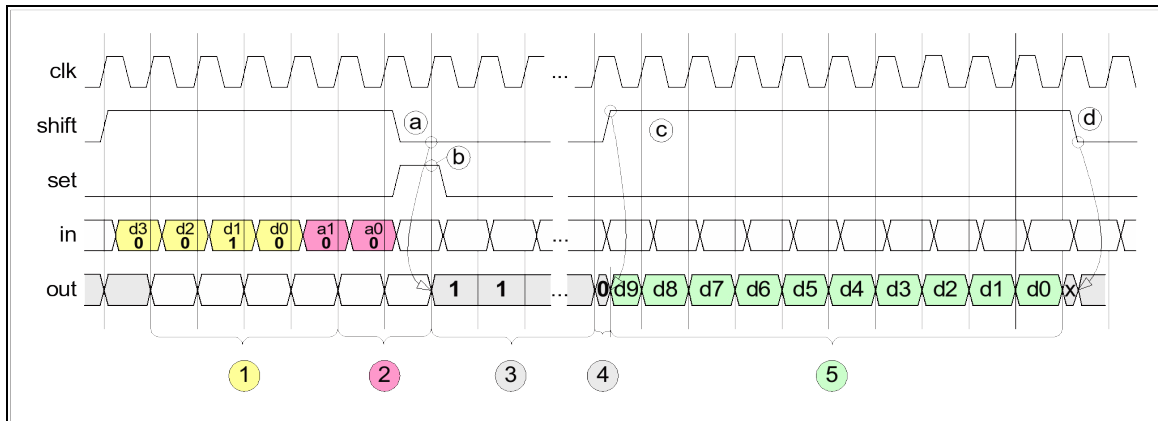 clk ...
shift a c d
set b
d3 d2 d1 d0 a1 a0
in 0 0 1 0 0 0 ...
out 1 1 ... 0 d9 d8 d7 d6 d5 d4 d3 d2 d1 d0 x
1 2 3 4 5